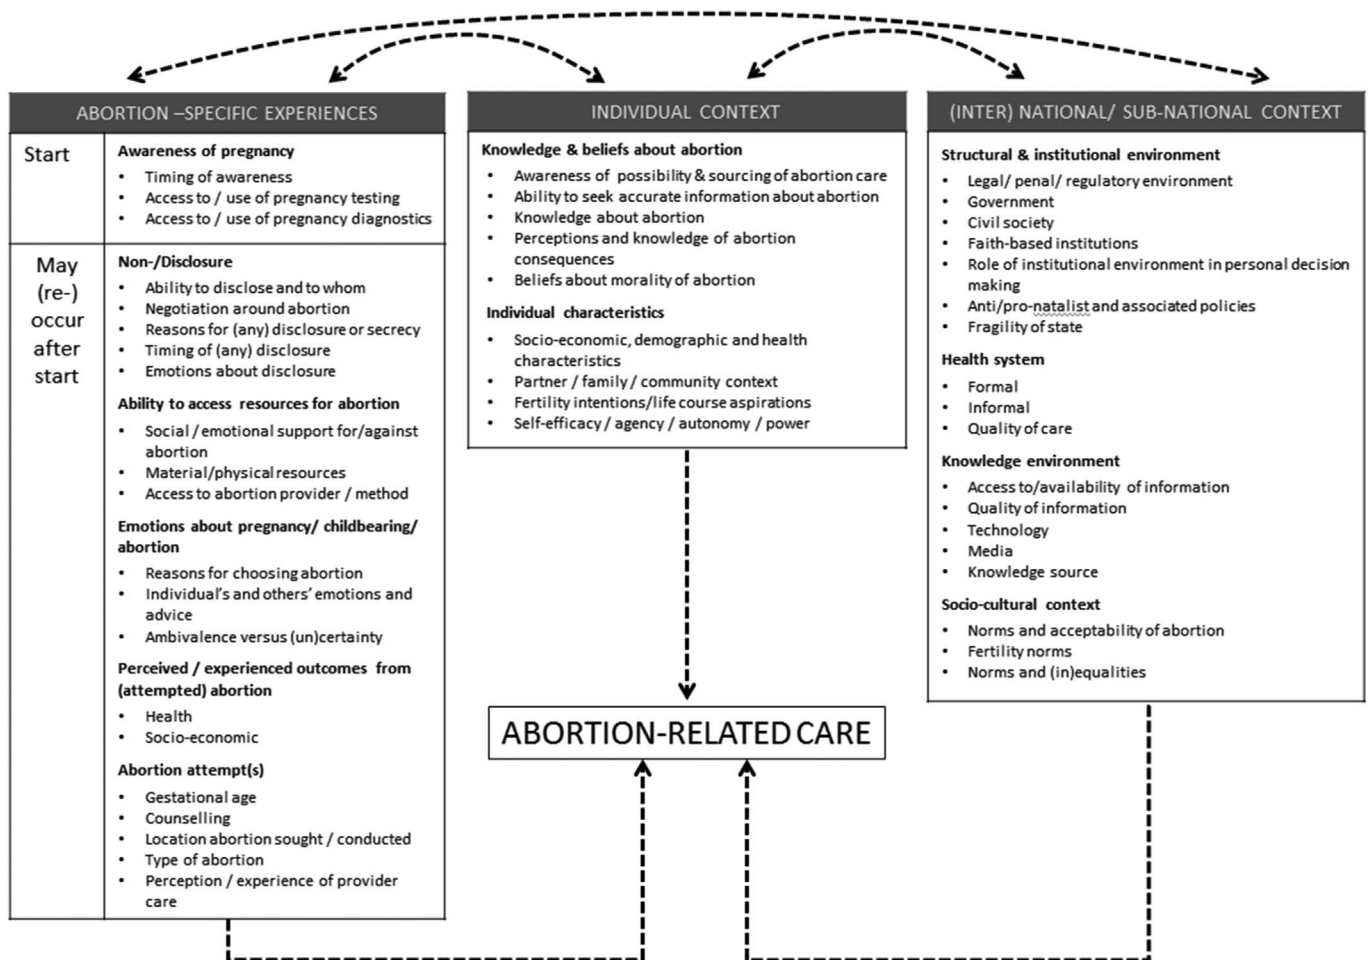 ABORTION –SPECIFIC EXPERIENCES
Start
Awareness of pregnancy
• Timing of awareness
• Access to / use of pregnancy testing
• Access to / use of pregnancy diagnostics
May
(re-)
occur
after
start
Non-/Disclosure
• Ability to disclose and to whom
• Negotiation around abortion
• Reasons for (any) disclosure or secrecy
• Timing of (any) disclosure
• Emotions about disclosure
Ability to access resources for abortion
• Social / emotional support for/against
abortion
• Material/physical resources
• Access to abortion provider / method
Emotions about pregnancy/ childbearing/
abortion
• Reasons for choosing abortion
• Individual's and others' emotions and
advice
• Ambivalence versus (un)certainty
Perceived / experienced outcomes from
(attempted) abortion
• Health
• Socio-economic
Abortion attempt(s)
• Gestational age
• Counselling
• Location abortion sought / conducted
• Type of abortion
• Perception / experience of provider
care
INDIVIDUAL CONTEXT
Knowledge & beliefs about abortion
• Awareness of possibility & sourcing of abortion care
• Ability to seek accurate information about abortion
• Knowledge about abortion
• Perceptions and knowledge of abortion
consequences
• Beliefs about morality of abortion
Individual characteristics
• Socio-economic, demographic and health
characteristics
• Partner / family / community context
• Fertility intentions/life course aspirations
• Self-efficacy / agency / autonomy / power
(INTER) NATIONAL/ SUB-NATIONAL CONTEXT
Structural & institutional environment
• Legal/ penal/ regulatory environment
• Government
• Civil society
• Faith-based institutions
• Role of institutional environment in personal decision
making
• Anti/pro-natalist and associated policies
• Fragility of state
Health system
• Formal
• Informal
• Quality of care
Knowledge environment
• Access to/availability of information
• Quality of information
• Technology
• Media
• Knowledge source
Socio-cultural context
• Norms and acceptability of abortion
• Fertility norms
• Norms and (in)equalities
ABORTION-RELATED CARE